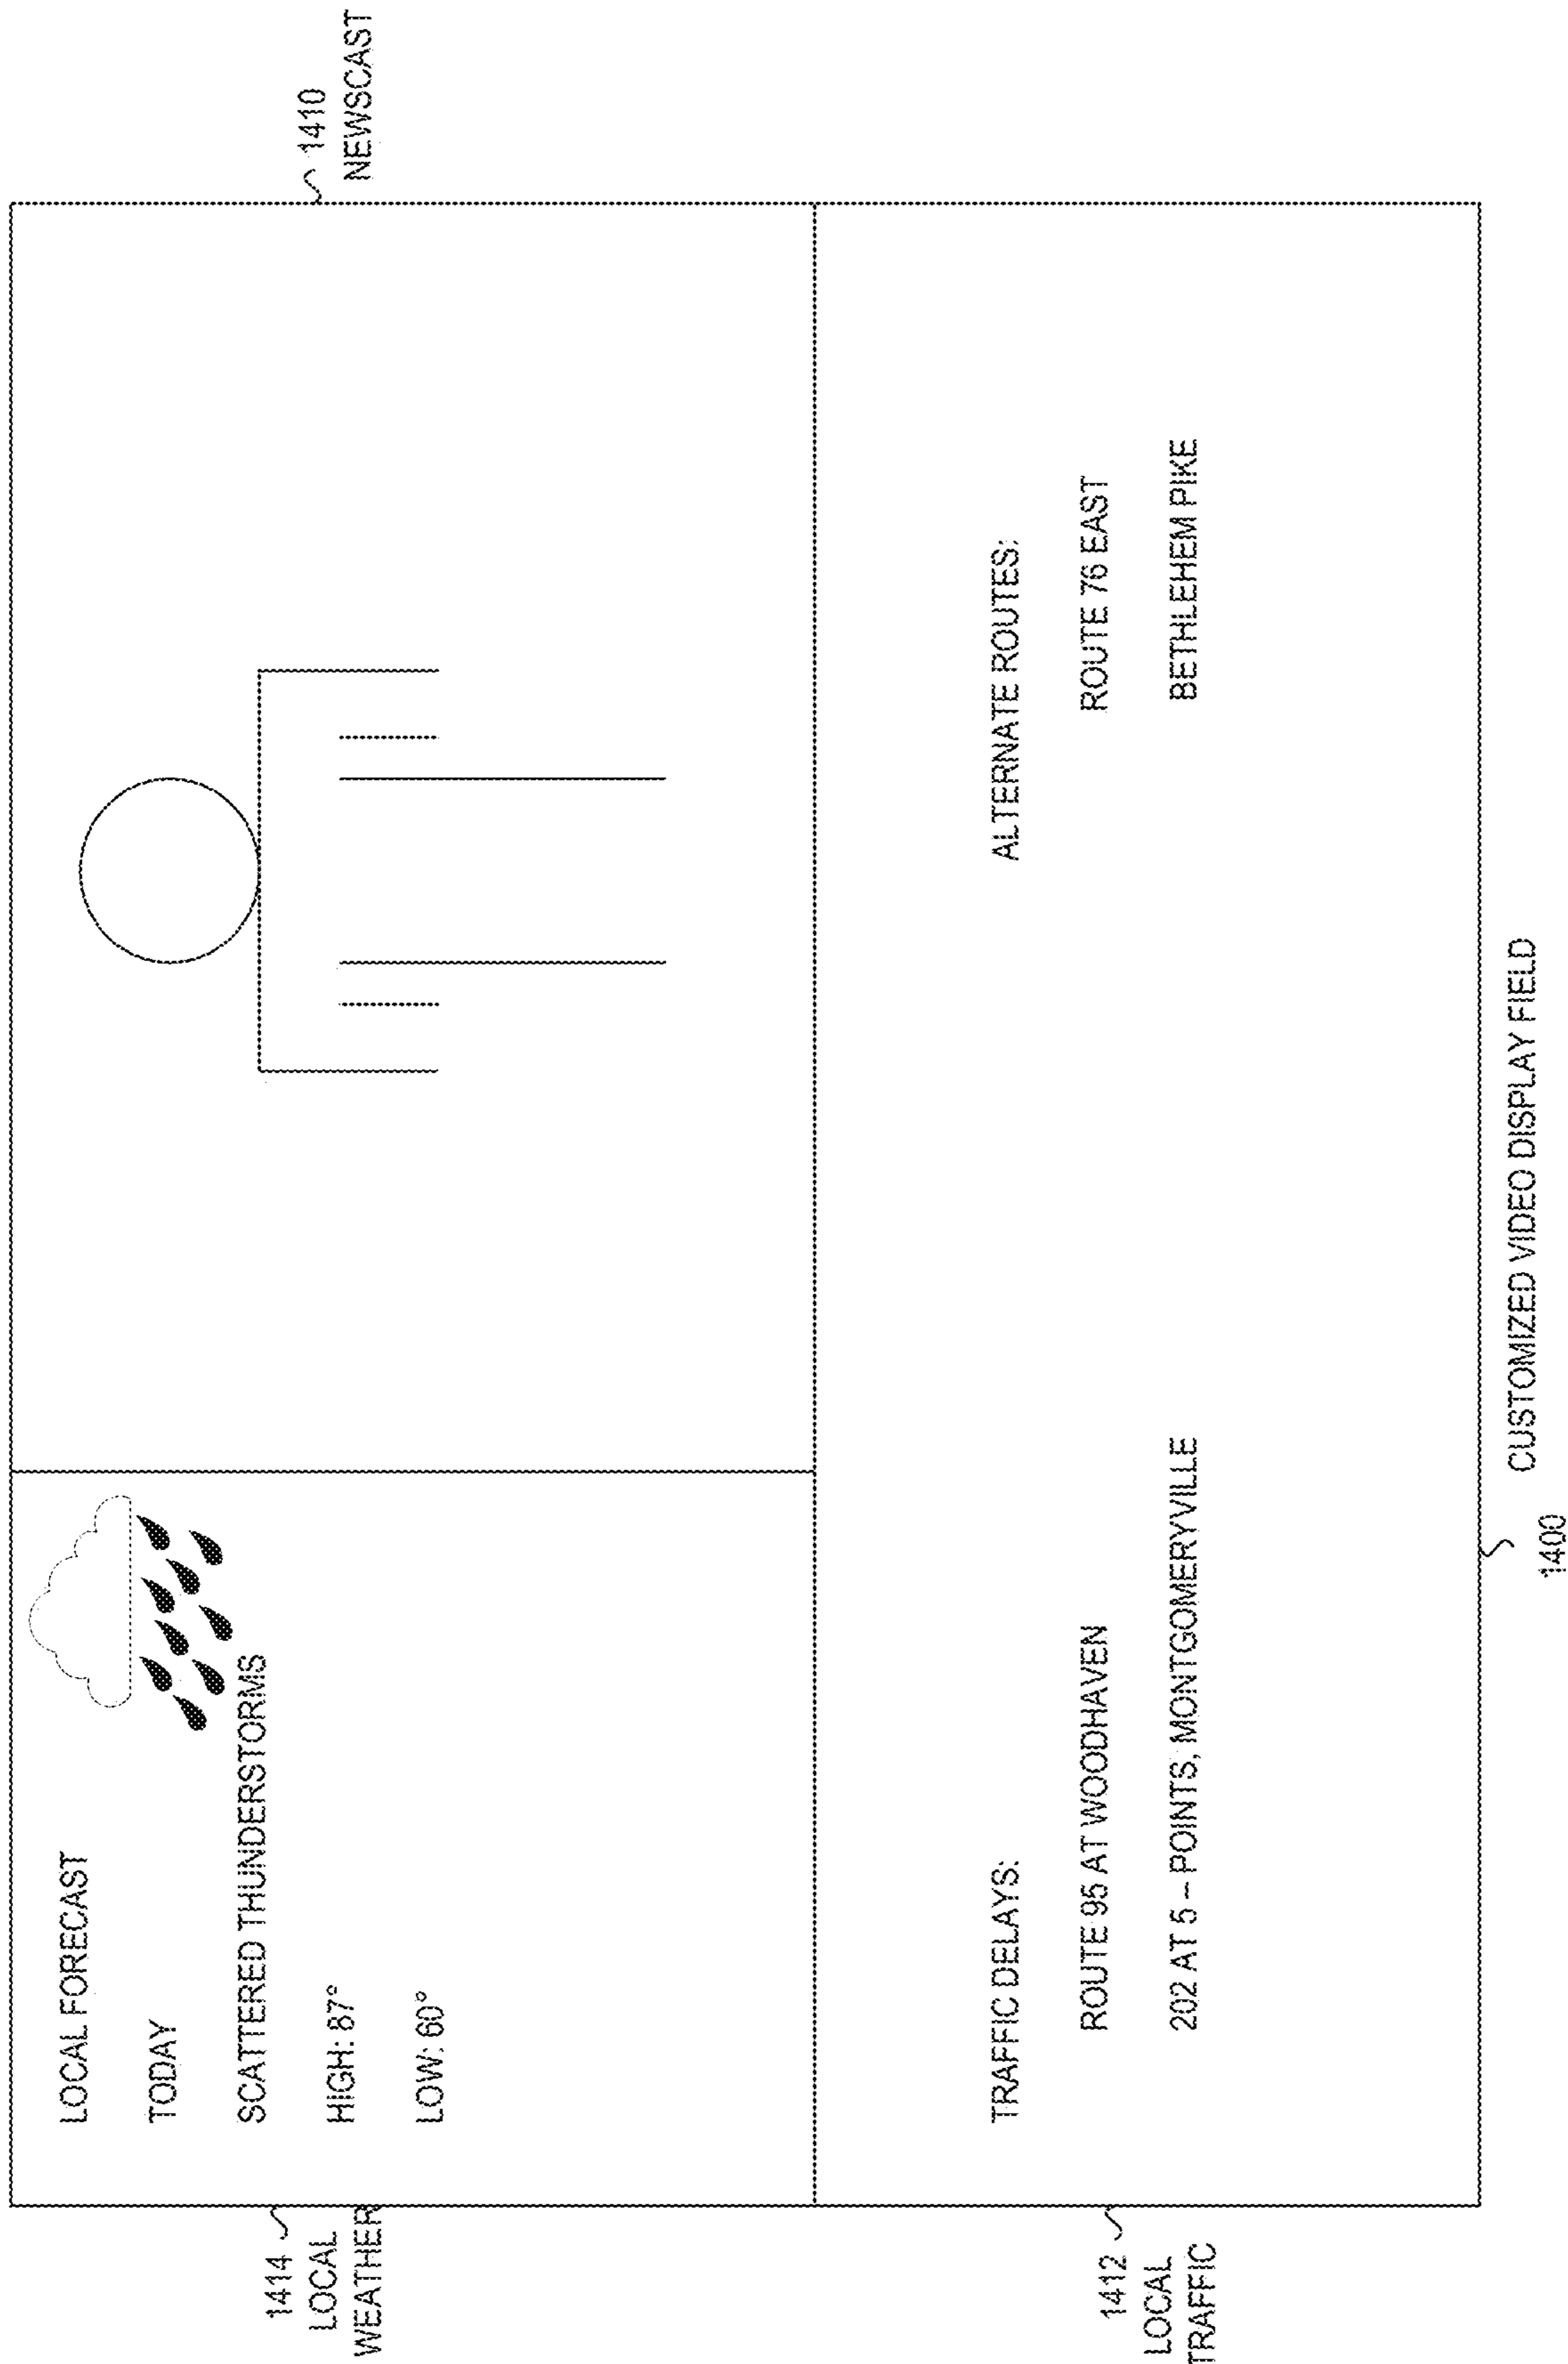 LOCAL FORECAST
TODAY
SCATTERED THUNDERSTORMS
HIGH: 87°
LOW: 60°
1414
LOCAL
WEATHER
1410
NEWSCAST
TRAFFIC DELAYS:
ROUTE 95 AT WOODHAVEN
202 AT 5 – POINTS, MONTGOMERYVILLE
ALTERNATE ROUTES:
ROUTE 76 EAST
BETHLEHEM PIKE
1412
LOCAL
TRAFFIC
CUSTOMIZED VIDEO DISPLAY FIELD
1400